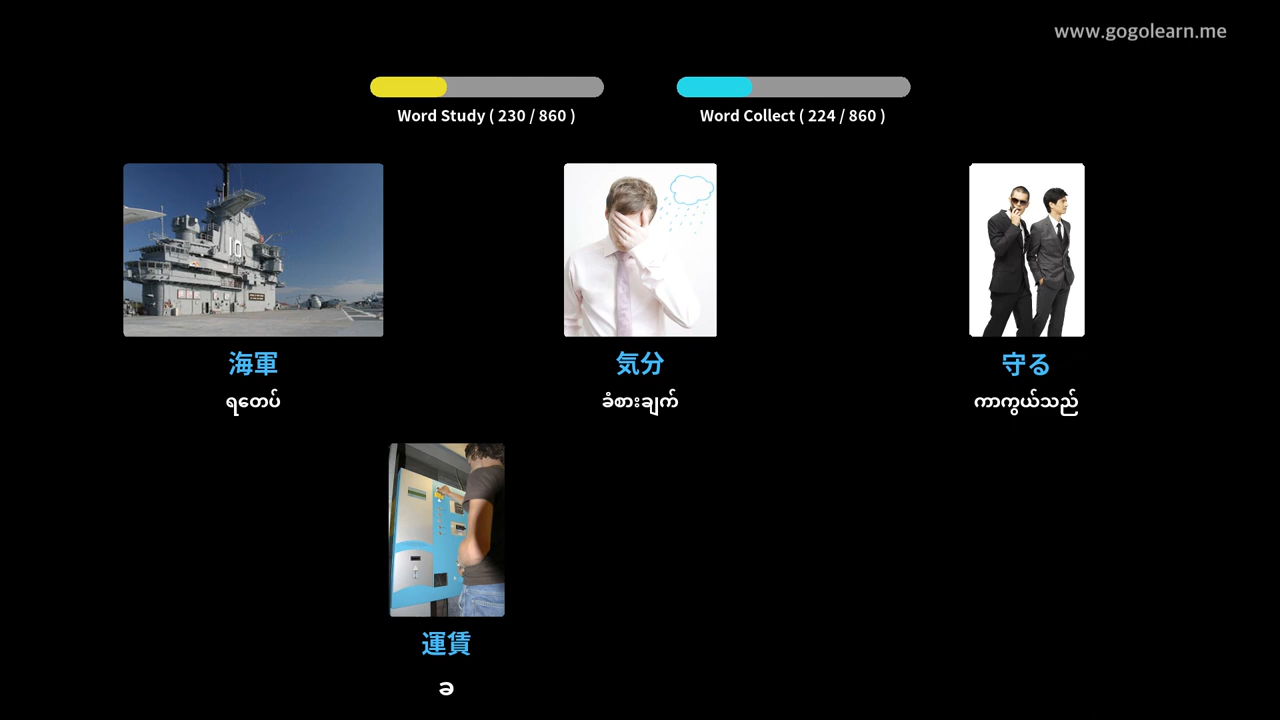 www.gogolearn.me
Word Study ( 230 / 860 )
Word Collect ( 224 / 860 )
10
海軍
ရတေပ်
気分
ခံစားချက်
守る
ကာကွယ်သည်
運賃
ခ